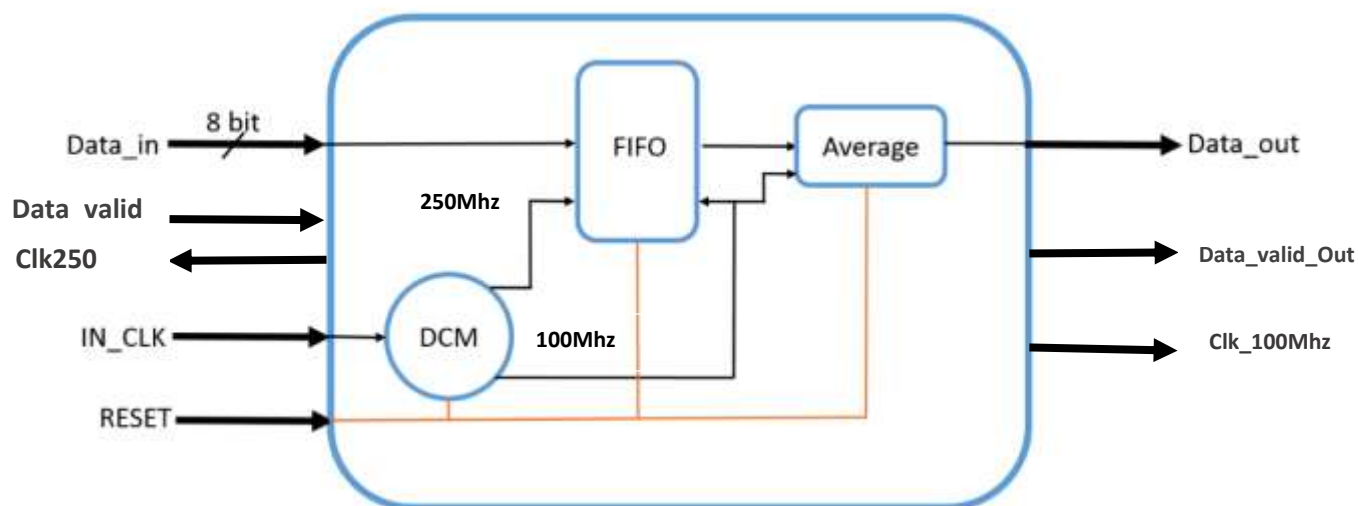 8 bit
Data_in
FIFO
Average
Data_out
250Mhz
Data valid
Clk250
Data_valid_Out
IN_CLK
DCM
100Mhz
Clk_100Mhz
RESET